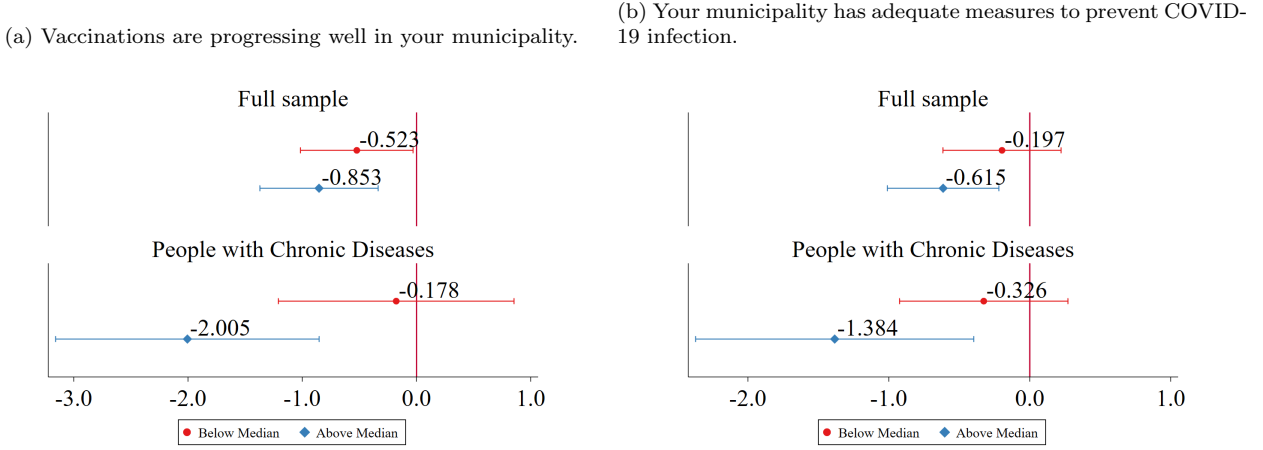 (a) Vaccinations are progressing well in your municipality.
Full sample
-0.523
-0.853
People with Chronic Diseases
-0.178
-2.005
-3.0 -2.0 -1.0 0.0 1.0
Below Median Above Median
(b) Your municipality has adequate measures to prevent COVID-
19 infection.
Full sample
-0.197
-0.615
People with Chronic Diseases
-0.326
-1.384
-2.0 -1.0 0.0 1.0
Below Median Above Median